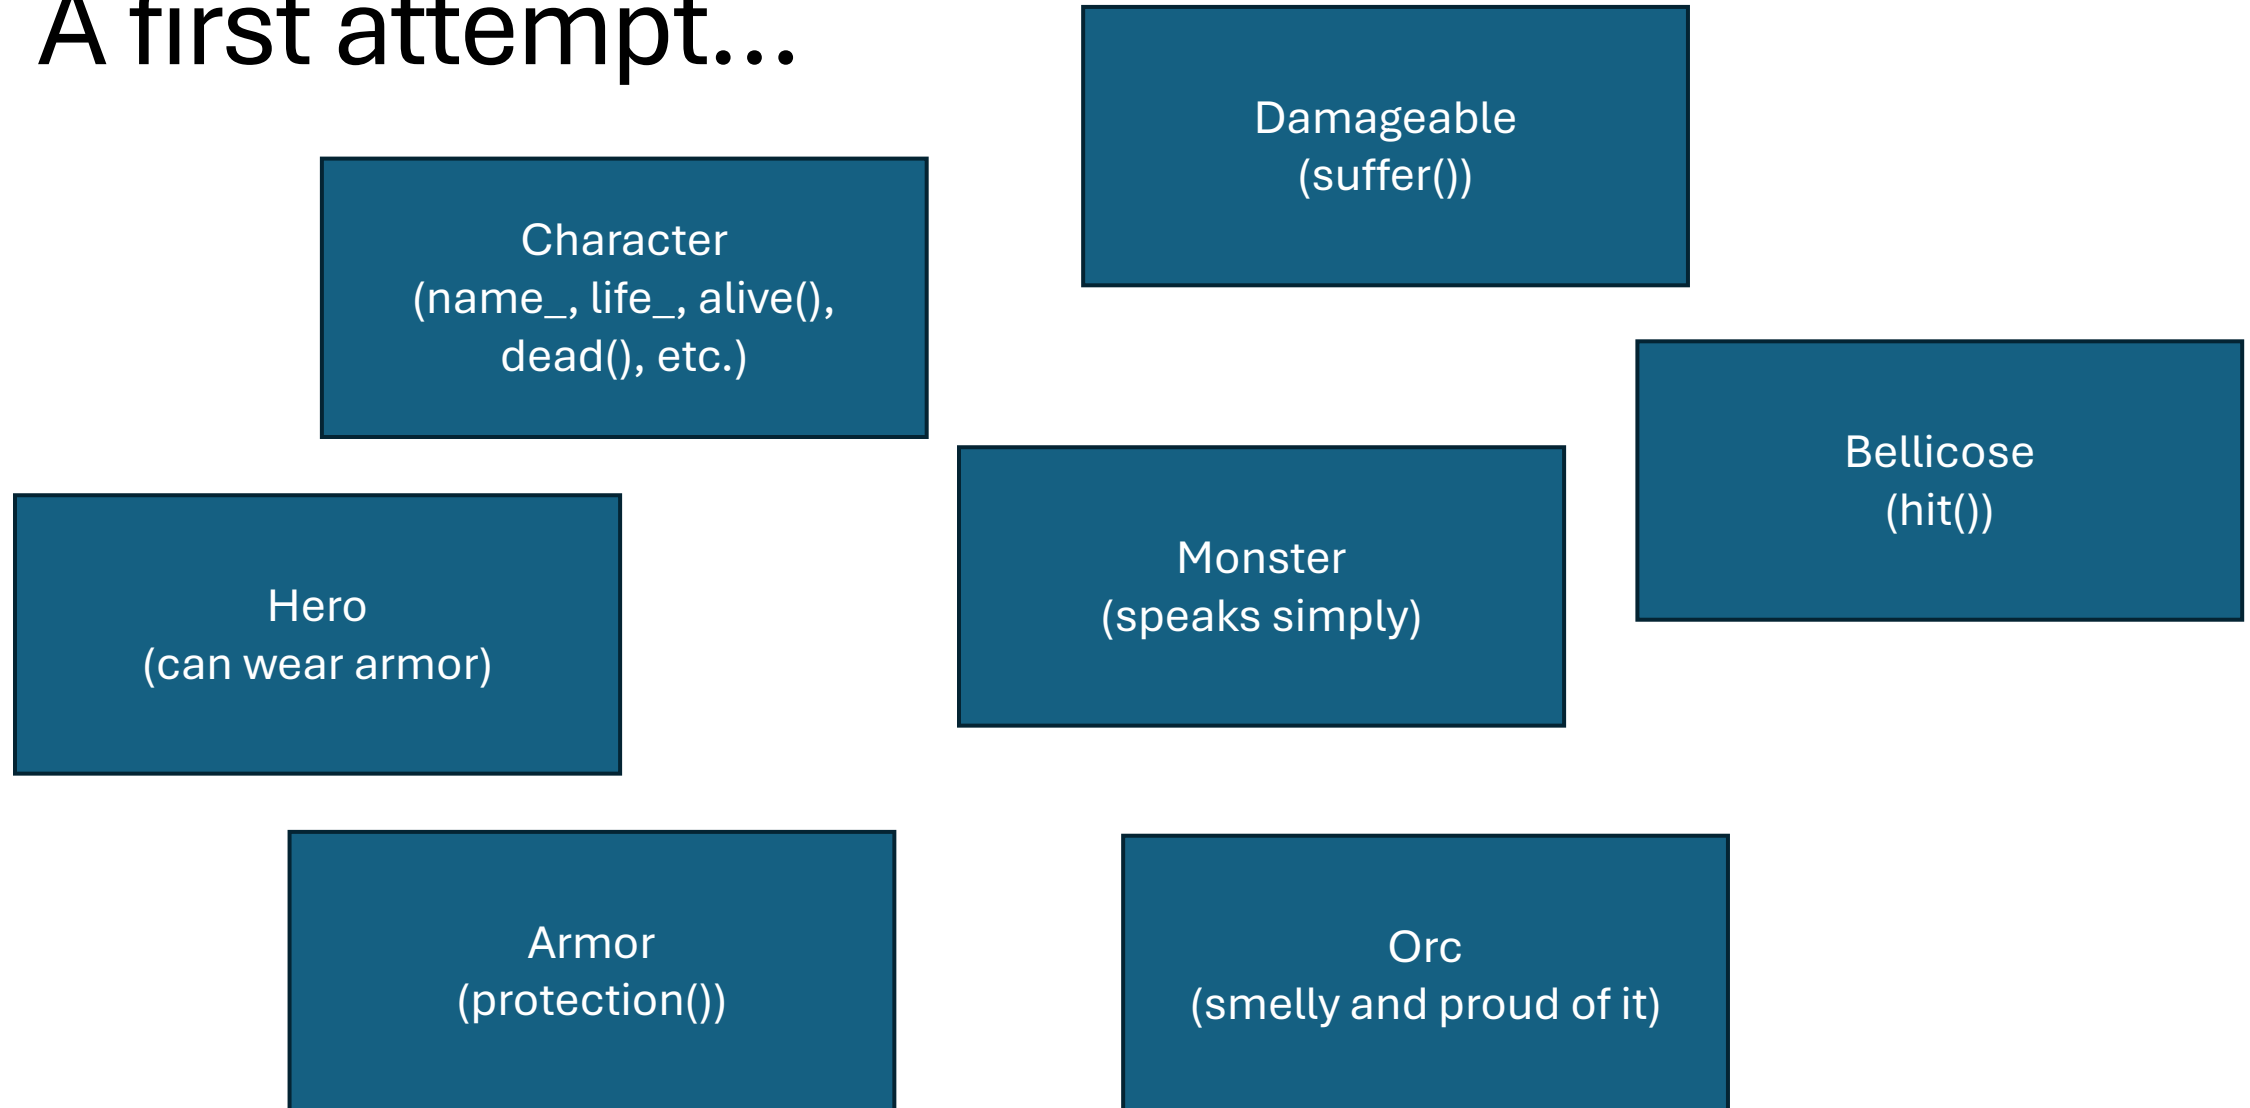 A first attempt...
Damageable
(suffer())
Character
(name_, life_, alive(),
dead(), etc.)
Bellicose
(hit())
Monster
(speaks simply)
Hero
(can wear armor)
Armor
(protection())
Orc
(smelly and proud of it)